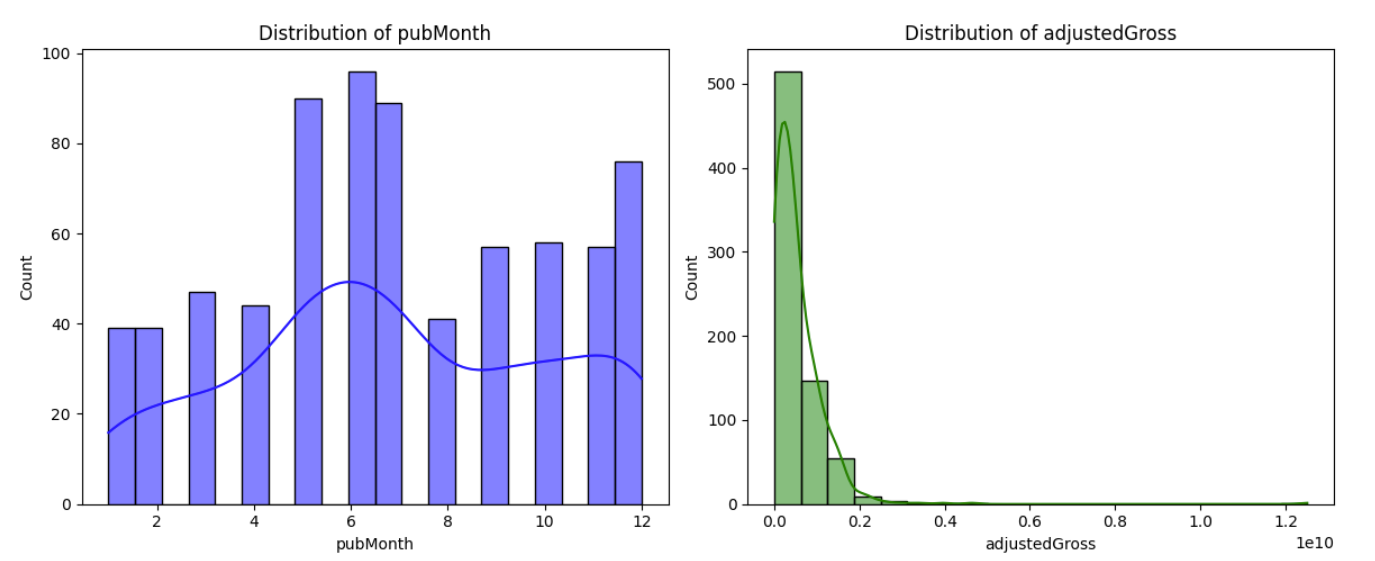 Distribution of pubMonth
100
80
60
40
20
0
Count
2 4 6 8 10 12
pubMonth
Distribution of adjustedGross
500
400
300
200
100
0
Count
0.0 0.2 0.4 0.6 0.8 1.0 1.2
1e10
adjustedGross